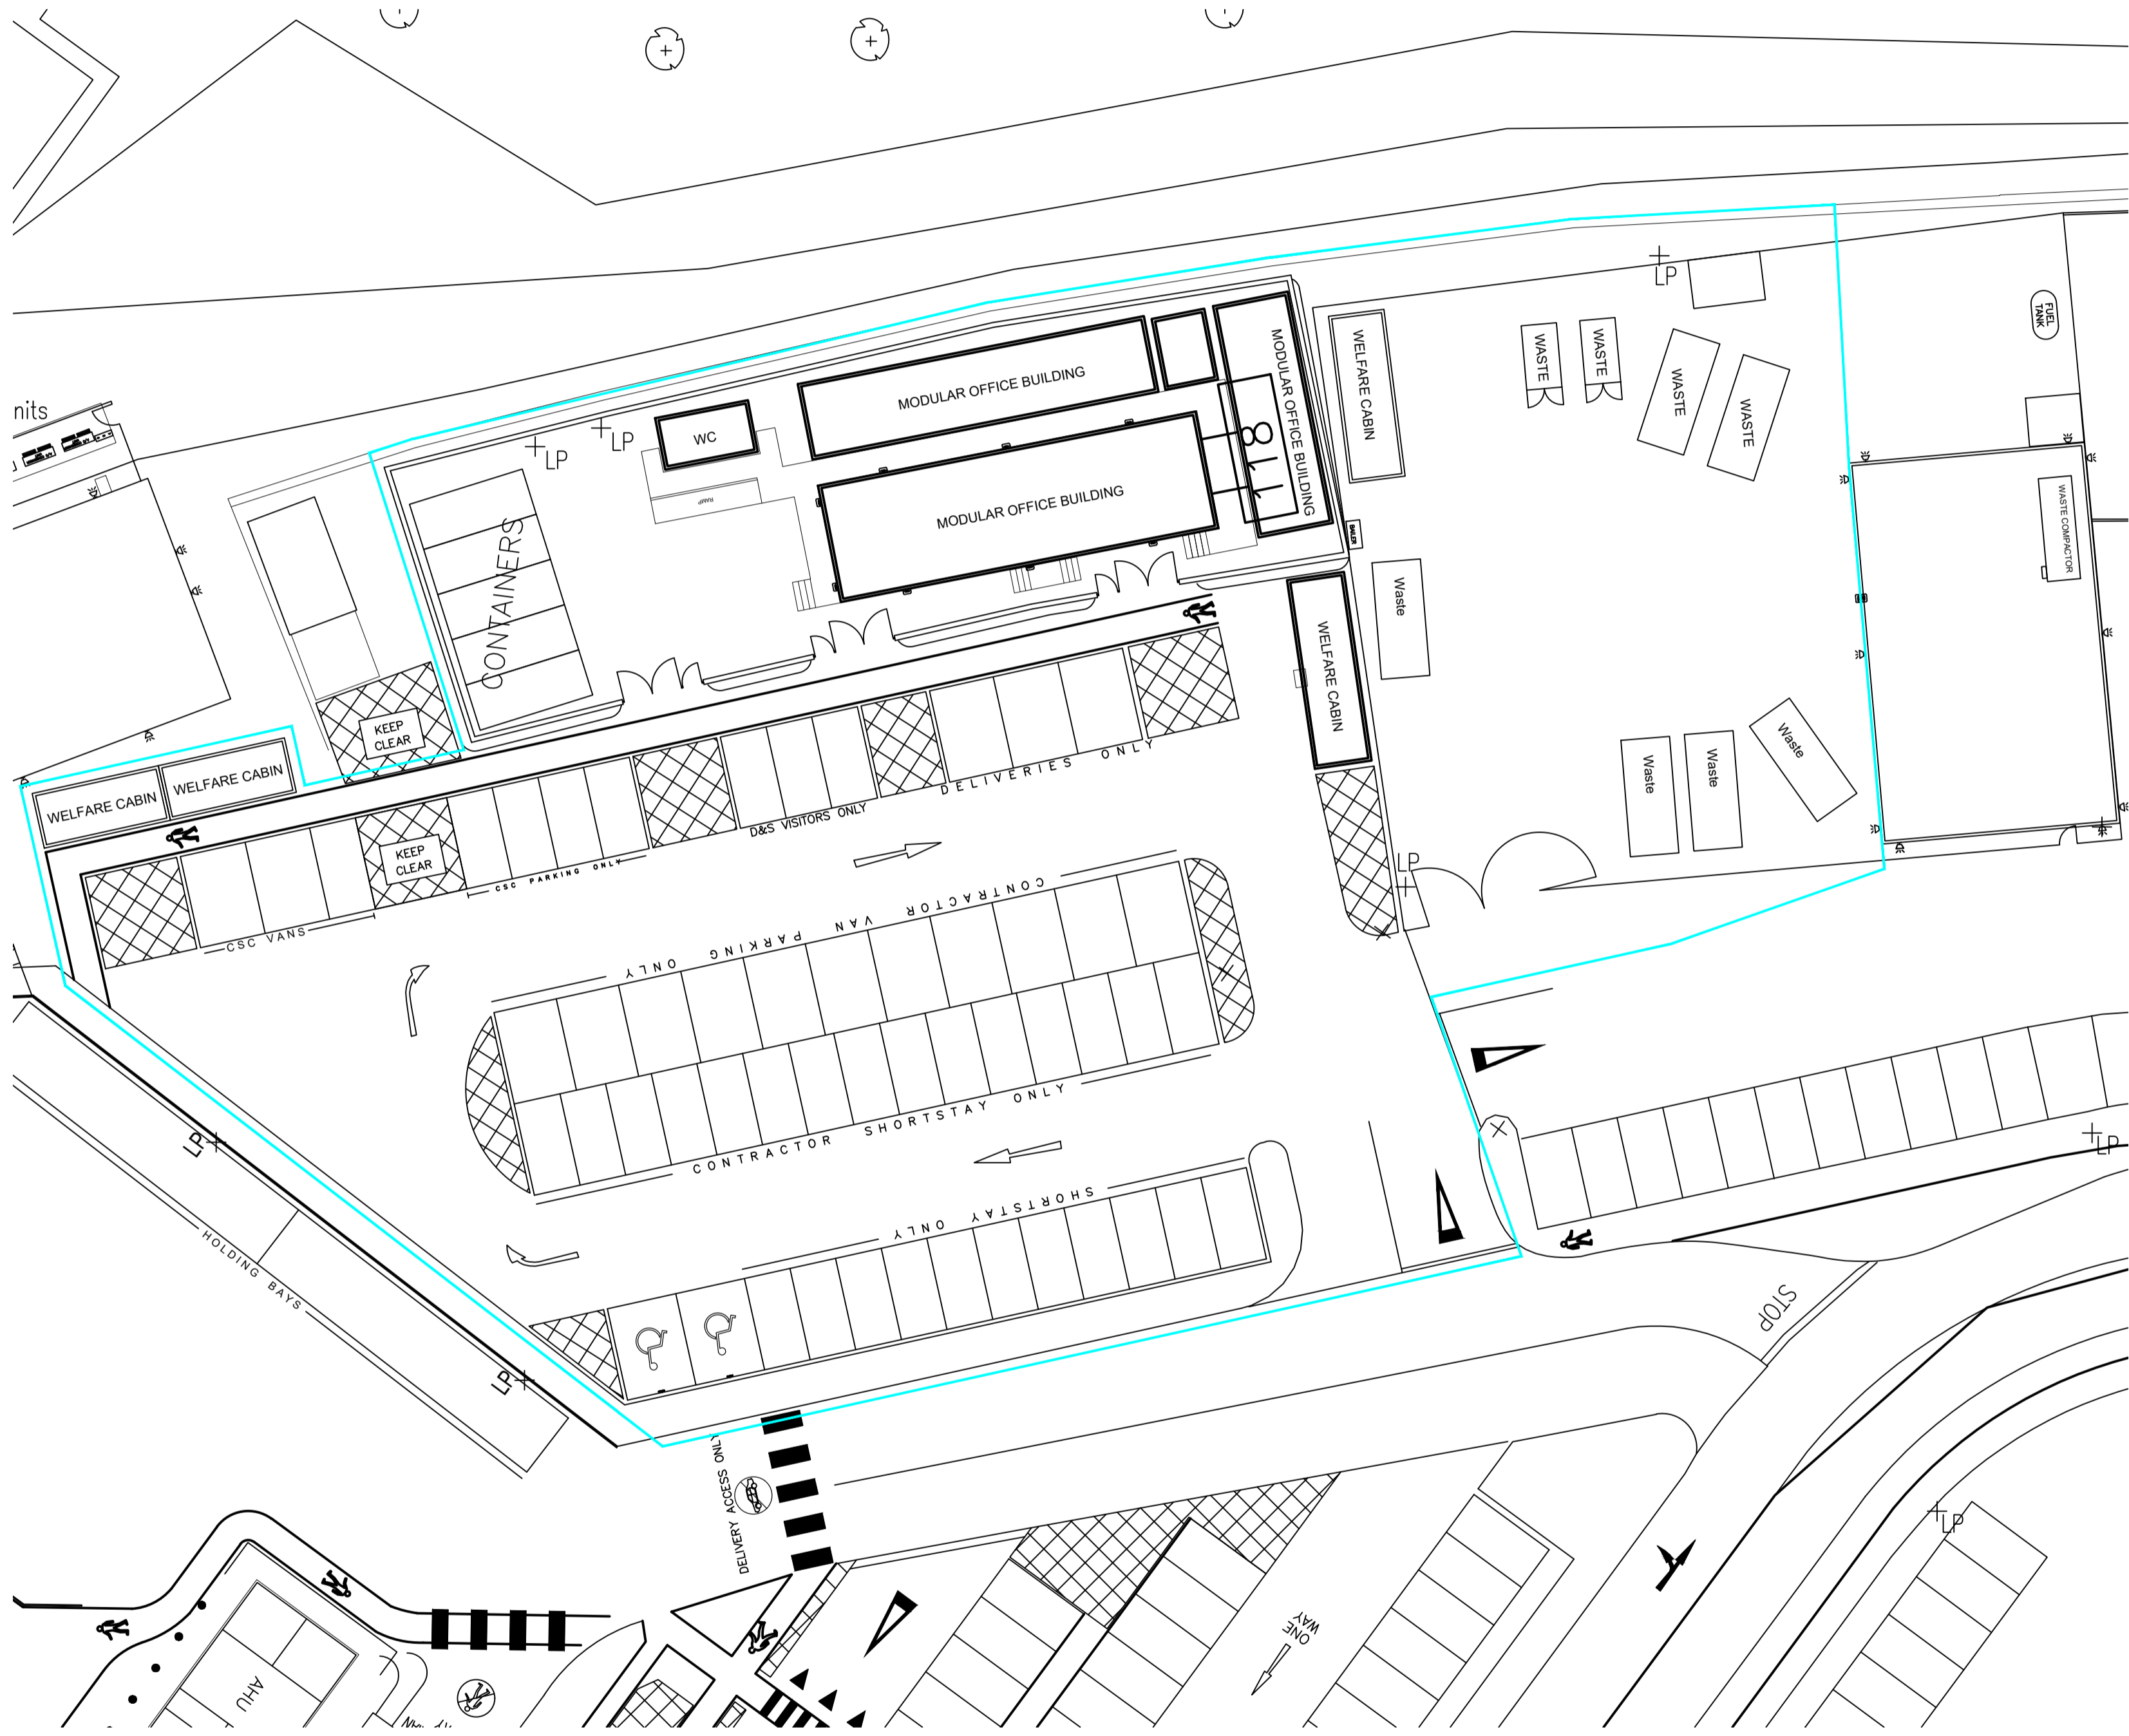 LP
FUEL
TANK
WELFARE CABIN
WASTE
WASTE
WASTE
WASTE
MODULAR OFFICE BUILDING
MODULAR OFFICE BUILDING
nits
WC
LP
LP
118
RAMP
MODULAR OFFICE BUILDING
WASTE COMPACTOR
BAILER
CONTAINERS
Waste
WELFARE CABIN
KEEP
CLEAR
WELFARE CABIN
WELFARE CABIN
DELIVERIES ONLY
Waste
Waste
Waste
D&S VISITORS ONLY
KEEP
CLEAR
CSC PARKING ONLY
LP
CSC VANS
CONTRACTOR VAN PARKING ONLY
CONTRACTOR SHORTSTAY ONLY
LP
LP
SHORTSTAY ONLY
HOLDING BAYS
STOP
LP
DELIVERY ACCESS ONLY
LP
ONE
WAY
AHU